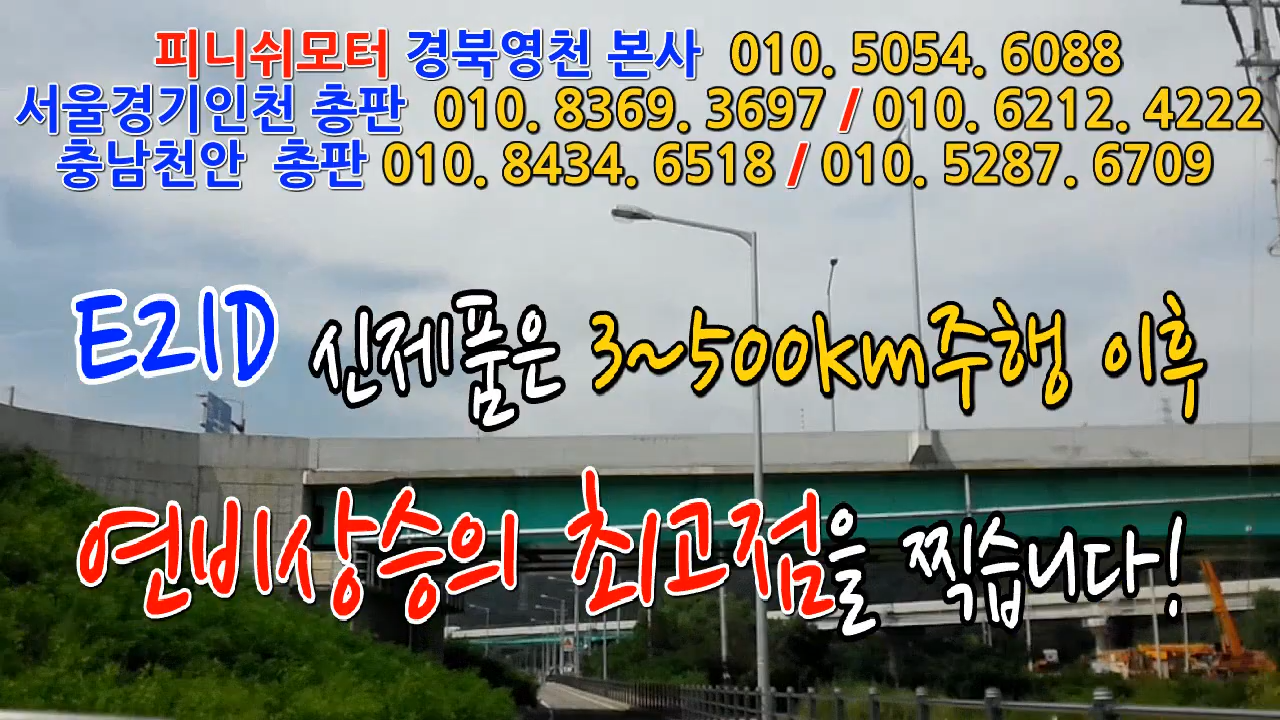 피니쉬모터 경북영천 본사 010. 5054. 6088
서울경기인천 총판 010. 8369. 3697 / 010. 6212. 4222
충남천안 총판 010. 8434. 6518 / 010. 5287. 6709
E21D 신제품은 3~500km주행 이후
연비상승의 최고점을 찍습니다!